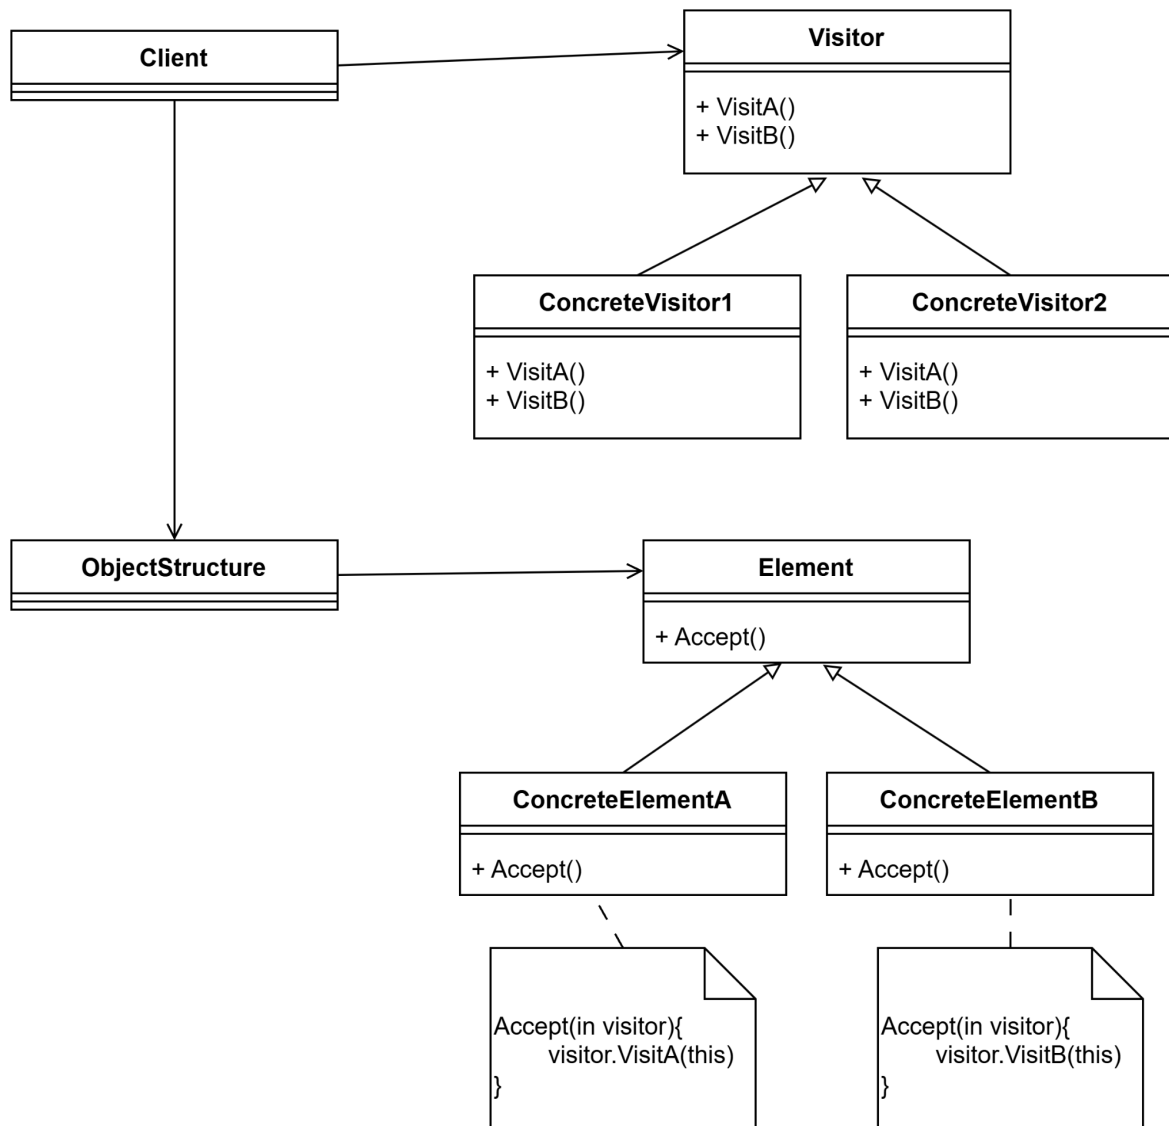 Client
Visitor
+ VisitA()
+ VisitB()
ConcreteVisitor1
+ VisitA()
+ VisitB()
ConcreteVisitor2
+ VisitA()
+ VisitB()
ObjectStructure
Element
+ Accept()
ConcreteElementA
+ Accept()
ConcreteElementB
+ Accept()
Accept(in visitor){
visitor.VisitA(this)
}
Accept(in visitor){
visitor.VisitB(this)
}